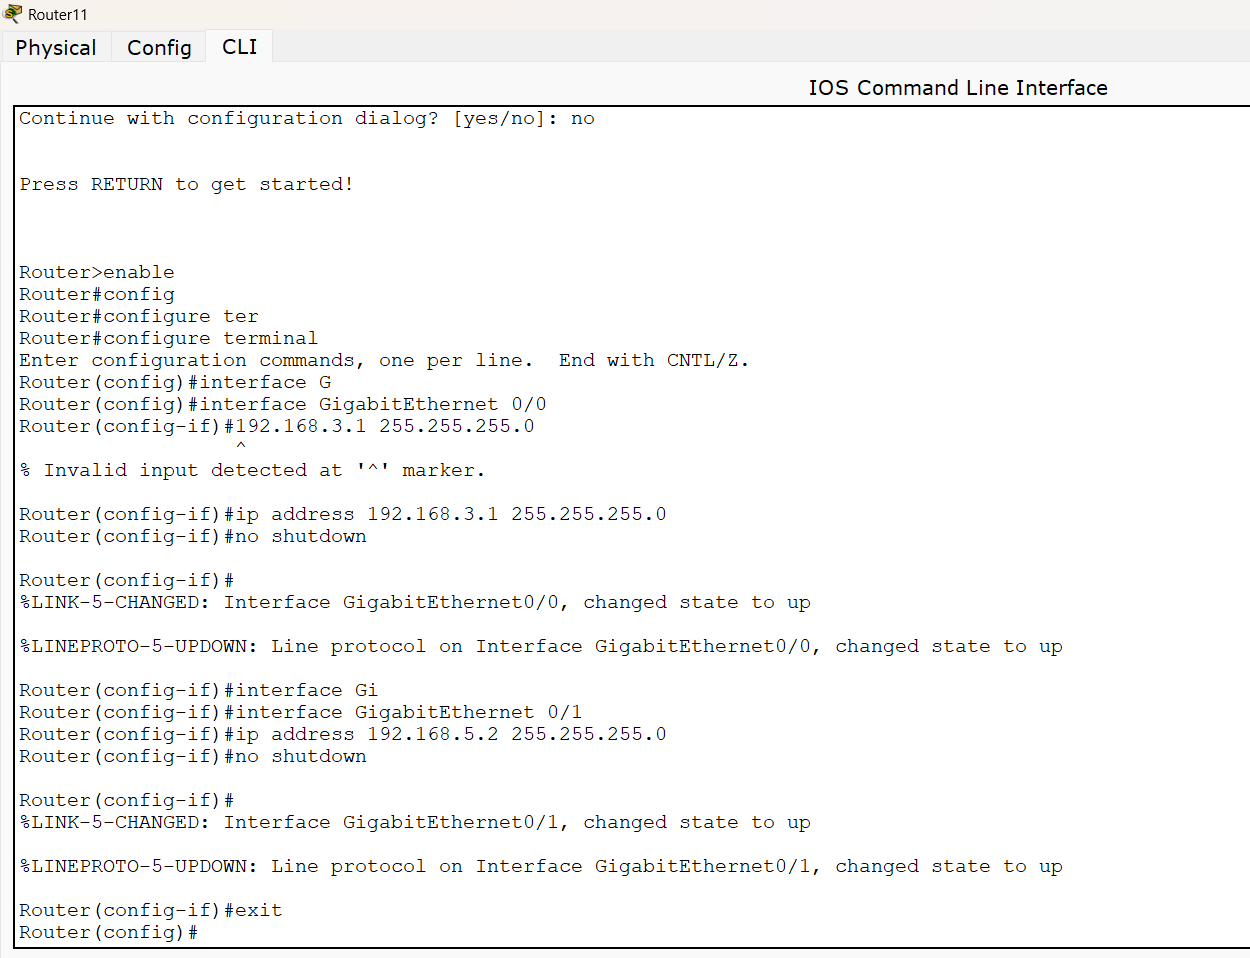 Router11
Physical Config CLI
IOS Command Line Interface
Continue with configuration dialog? [yes/no]: no
Press RETURN to get started!
Router>enable
Router#config
Router#configure ter
Router#configure terminal
Enter configuration commands, one per line.  End with CNTL/Z.
Router(config)#interface G
Router(config)#interface GigabitEthernet 0/0
Router(config-if)#192.168.3.1 255.255.255.0
^
% Invalid input detected at '^' marker.
Router(config-if)#ip address 192.168.3.1 255.255.255.0
Router(config-if)#no shutdown
Router(config-if)#
%LINK-5-CHANGED: Interface GigabitEthernet0/0, changed state to up
%LINEPROTO-5-UPDOWN: Line protocol on Interface GigabitEthernet0/0, changed state to up
Router(config-if)#interface Gi
Router(config-if)#interface GigabitEthernet 0/1
Router(config-if)#ip address 192.168.5.2 255.255.255.0
Router(config-if)#no shutdown
Router(config-if)#
%LINK-5-CHANGED: Interface GigabitEthernet0/1, changed state to up
%LINEPROTO-5-UPDOWN: Line protocol on Interface GigabitEthernet0/1, changed state to up
Router(config-if)#exit
Router(config)#